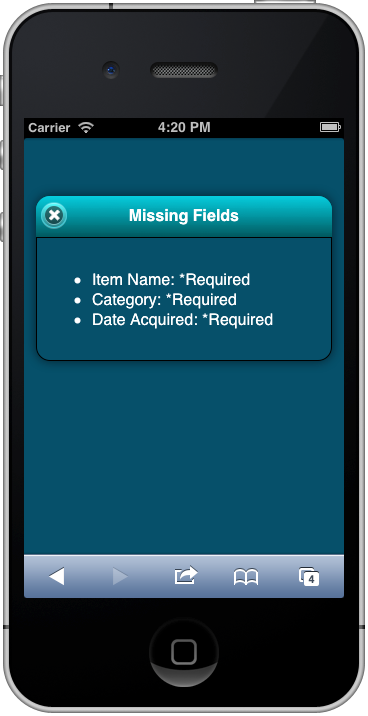 Carrier 4:20 PM
Missing Fields
Item Name: *Required
Category: *Required
Date Acquired: *Required
4